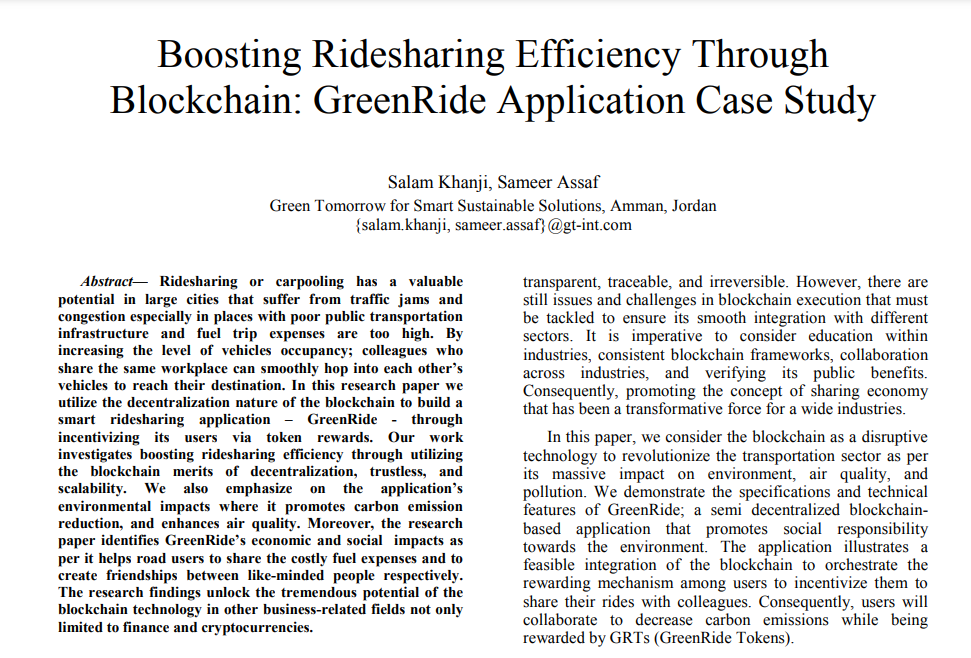 Boosting Ridesharing Efficiency Through
Blockchain: GreenRide Application Case Study
Salam Khanji, Sameer Assaf
Green Tomorrow for Smart Sustainable Solutions, Amman, Jordan
{salam.khanji, sameer.assaf}@gt-int.com
Abstract— Ridesharing or carpooling has a valuable
potential in large cities that suffer from traffic jams and
congestion especially in places with poor public transportation
infrastructure and fuel trip expenses are too high. By
increasing the level of vehicles occupancy; colleagues who
share the same workplace can smoothly hop into each other's
vehicles to reach their destination. In this research paper we
utilize the decentralization nature of the blockchain to build a
smart ridesharing application – GreenRide - through
incentivizing its users via token rewards. Our work
investigates boosting ridesharing efficiency through utilizing
the blockchain merits of decentralization, trustless, and
scalability. We also emphasize on the application's
environmental impacts where it promotes carbon emission
reduction, and enhances air quality. Moreover, the research
paper identifies GreenRide's economic and social impacts as
per it helps road users to share the costly fuel expenses and to
create friendships between like-minded people respectively.
The research findings unlock the tremendous potential of the
blockchain technology in other business-related fields not only
limited to finance and cryptocurrencies.
transparent, traceable, and irreversible. However, there are
still issues and challenges in blockchain execution that must
be tackled to ensure its smooth integration with different
sectors. It is imperative to consider education within
industries, consistent blockchain frameworks, collaboration
across industries, and verifying its public benefits.
Consequently, promoting the concept of sharing economy
that has been a transformative force for a wide industries.
In this paper, we consider the blockchain as a disruptive
technology to revolutionize the transportation sector as per
its massive impact on environment, air quality, and
pollution. We demonstrate the specifications and technical
features of GreenRide; a semi decentralized blockchain-
based application that promotes social responsibility
towards the environment. The application illustrates a
feasible integration of the blockchain to orchestrate the
rewarding mechanism among users to incentivize them to
share their rides with colleagues. Consequently, users will
collaborate to decrease carbon emissions while being
rewarded by GRTs (GreenRide Tokens).